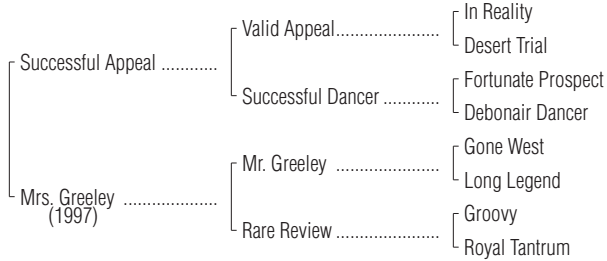 In Reality
Valid Appeal....................
Desert Trial
Successful Appeal ............
Fortunate Prospect
Successful Dancer ............
Debonair Dancer
Gone West
Mr. Greeley ......................
Long Legend
Mrs. Greeley ....................
(1997)
Groovy
Rare Review ......................
Royal Tantrum